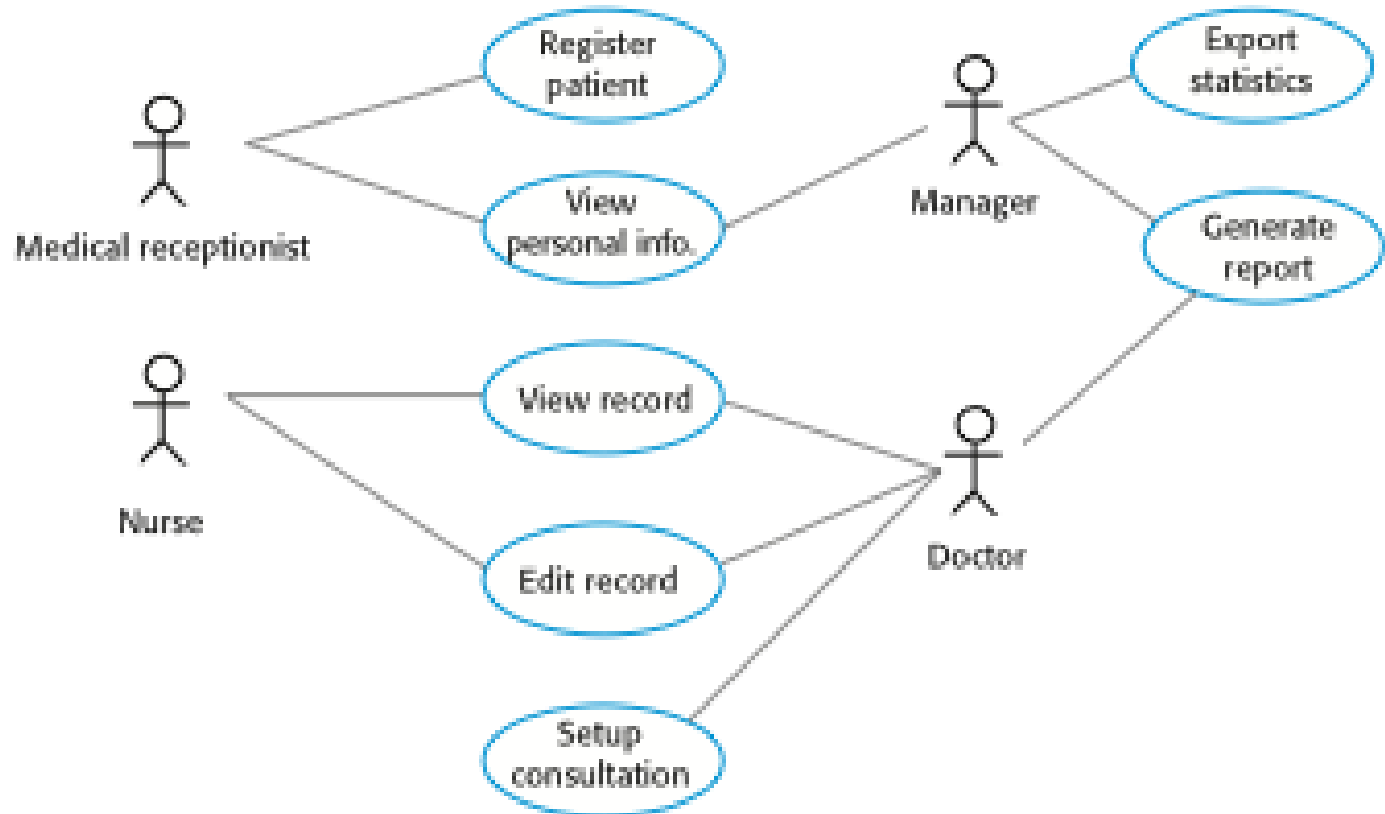 Register
patient
Export
statistics
Medical receptionist
View
personal info.
Manager
Generate
report
Nurse
View record
Edit record
Doctor
Setup
consultation